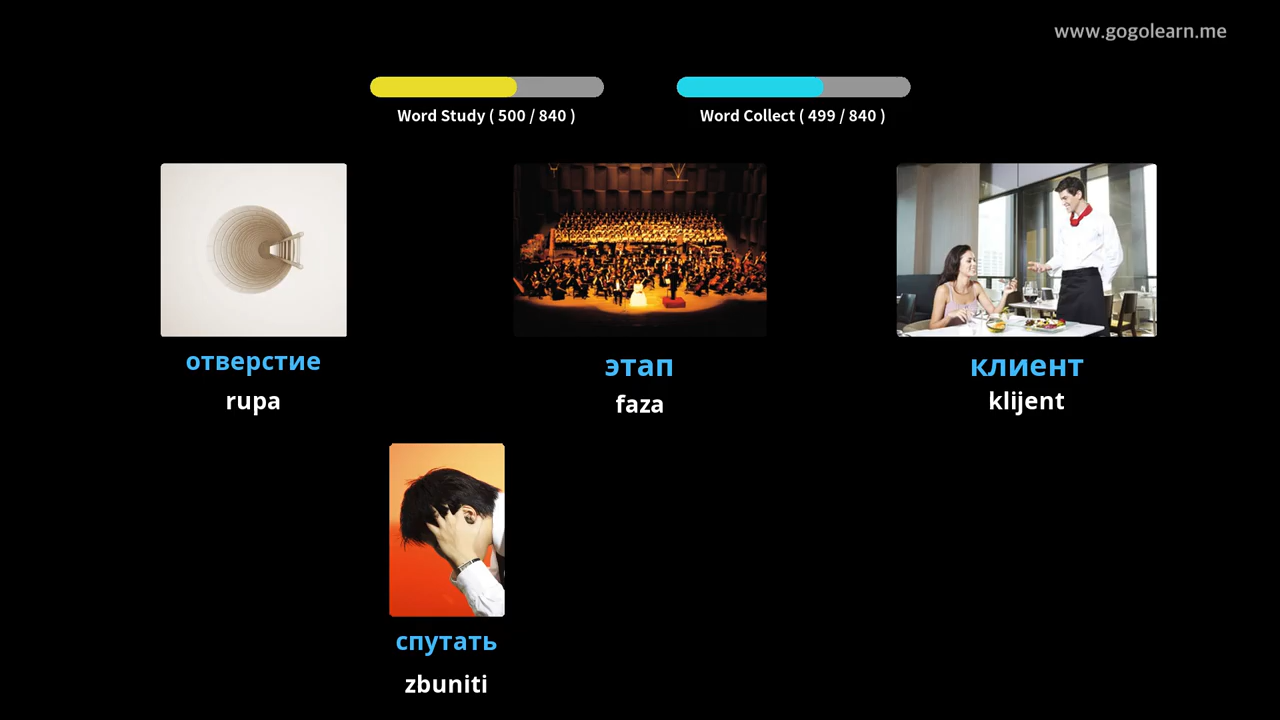 www.gogolearn.me
Word Study ( 500 / 840 )
Word Collect ( 499 / 840 )
отверстие
rupa
этап
faza
клиент
klijent
спутать
zbuniti